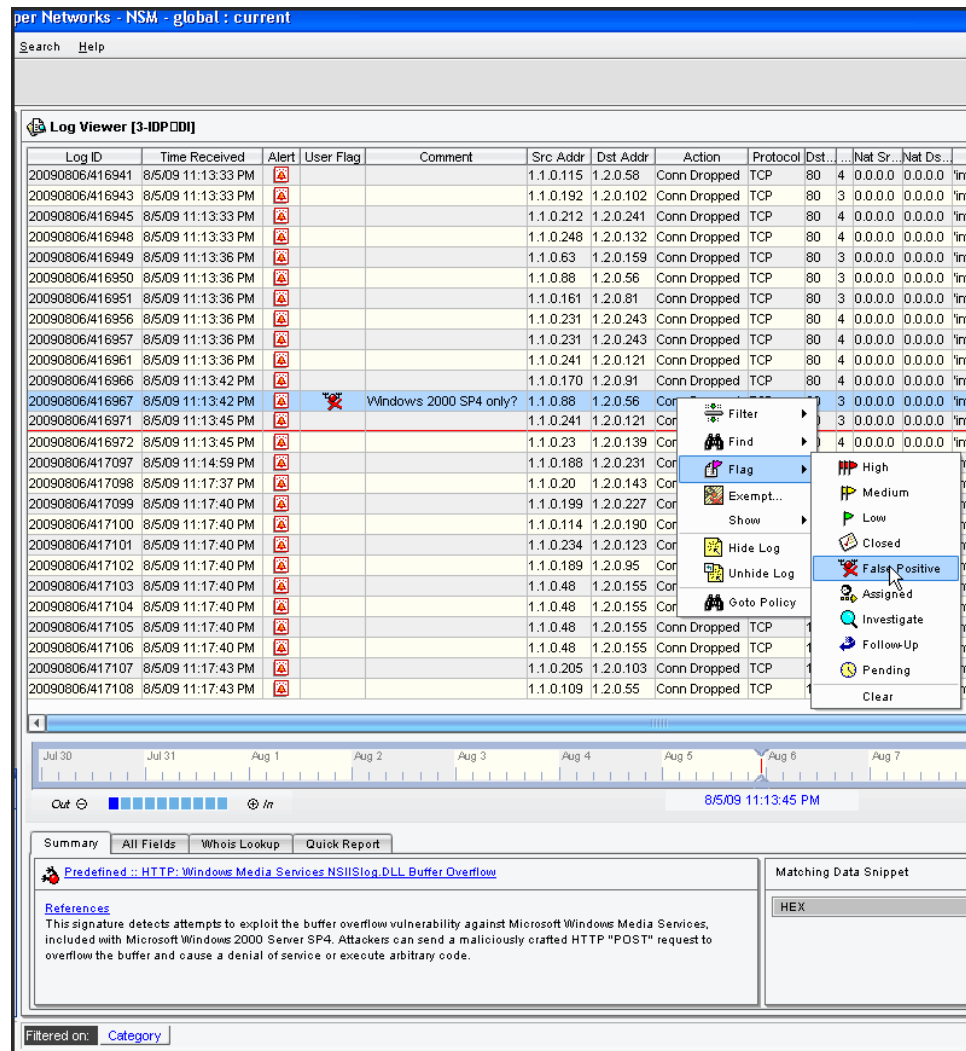 per Networks - NSM - global : current
Search Help
Log Viewer [3-IDP□DI]
Log ID Time Received Alert User Flag Comment Src Addr Dst Addr Action Protocol Dst... ... Nat Sr... Nat Ds...
20090806/416941 8/5/09 11:13:33 PM 1.1.0.115 1.2.0.58 Conn Dropped TCP 80 4 0.0.0.0 0.0.0.0
20090806/416943 8/5/09 11:13:33 PM 1.1.0.192 1.2.0.102 Conn Dropped TCP 80 3 0.0.0.0 0.0.0.0
20090806/416945 8/5/09 11:13:33 PM 1.1.0.212 1.2.0.241 Conn Dropped TCP 80 4 0.0.0.0 0.0.0.0
20090806/416948 8/5/09 11:13:33 PM 1.1.0.248 1.2.0.132 Conn Dropped TCP 80 4 0.0.0.0 0.0.0.0
20090806/416949 8/5/09 11:13:36 PM 1.1.0.63 1.2.0.159 Conn Dropped TCP 80 3 0.0.0.0 0.0.0.0
20090806/416950 8/5/09 11:13:36 PM 1.1.0.88 1.2.0.56 Conn Dropped TCP 80 3 0.0.0.0 0.0.0.0
20090806/416951 8/5/09 11:13:36 PM 1.1.0.161 1.2.0.81 Conn Dropped TCP 80 3 0.0.0.0 0.0.0.0
20090806/416956 8/5/09 11:13:36 PM 1.1.0.231 1.2.0.243 Conn Dropped TCP 80 4 0.0.0.0 0.0.0.0
20090806/416957 8/5/09 11:13:36 PM 1.1.0.231 1.2.0.243 Conn Dropped TCP 80 4 0.0.0.0 0.0.0.0
20090806/416961 8/5/09 11:13:36 PM 1.1.0.241 1.2.0.121 Conn Dropped TCP 80 4 0.0.0.0 0.0.0.0
20090806/416966 8/5/09 11:13:42 PM 1.1.0.170 1.2.0.91 Conn Dropped TCP 80 4 0.0.0.0 0.0.0.0
20090806/416967 8/5/09 11:13:42 PM Windows 2000 SP4 only? 1.1.0.88 1.2.0.56 3 0.0.0.0 0.0.0.0
20090806/416971 8/5/09 11:13:45 PM 1.1.0.241 1.2.0.121 Cor 3 0.0.0.0 0.0.0.0
20090806/416972 8/5/09 11:13:45 PM 1.1.0.23 1.2.0.139 Cor 4 0.0.0.0 0.0.0.0
20090806/417097 8/5/09 11:14:59 PM 1.1.0.188 1.2.0.231 Cor
20090806/417098 8/5/09 11:17:37 PM 1.1.0.20 1.2.0.143 Cor
20090806/417099 8/5/09 11:17:40 PM 1.1.0.199 1.2.0.227 Cor
20090806/417100 8/5/09 11:17:40 PM 1.1.0.114 1.2.0.190 Cor
20090806/417101 8/5/09 11:17:40 PM 1.1.0.234 1.2.0.123 Cor
20090806/417102 8/5/09 11:17:40 PM 1.1.0.189 1.2.0.95 Cor
20090806/417103 8/5/09 11:17:40 PM 1.1.0.48 1.2.0.155 Cor
20090806/417104 8/5/09 11:17:40 PM 1.1.0.48 1.2.0.155 Cor
20090806/417105 8/5/09 11:17:40 PM 1.1.0.48 1.2.0.155 Conn Dropped TCP 1
20090806/417106 8/5/09 11:17:40 PM 1.1.0.48 1.2.0.155 Conn Dropped TCP 1
20090806/417107 8/5/09 11:17:43 PM 1.1.0.205 1.2.0.103 Conn Dropped TCP 1
20090806/417108 8/5/09 11:17:43 PM 1.1.0.109 1.2.0.55 Conn Dropped TCP 1
Filter
Find
Flag
Exempt...
Show
Hide Log
Unhide Log
Goto Policy
High
Medium
Low
Closed
False Positive
Assigned
Investigate
Follow-Up
Pending
Clear
Jul 30 Jul 31 Aug 1 Aug 2 Aug 3 Aug 4 Aug 5 Aug 6 Aug 7
Out In
8/5/09 11:13:45 PM
Summary All Fields Whois Lookup Quick Report
Predefined :: HTTP: Windows Media Services NSIISlog.DLL Buffer Overflow
References
This signature detects attempts to exploit the buffer overflow vulnerability against Microsoft Windows Media Services,
included with Microsoft Windows 2000 Server SP4. Attackers can send a maliciously crafted HTTP "POST" request to
overflow the buffer and cause a denial of service or execute arbitrary code.
Matching Data Snippet
HEX
Filtered on: Category